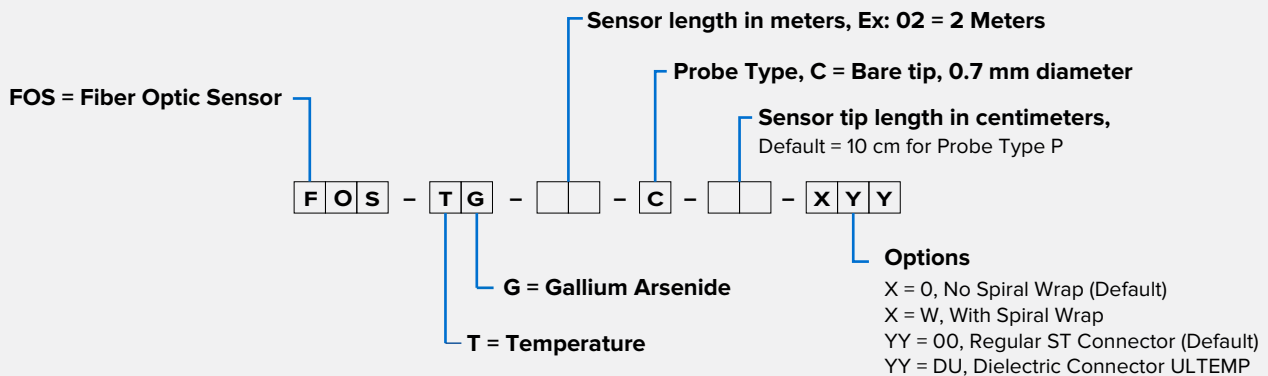 Sensor length in meters, Ex: 02 = 2 Meters
Probe Type, C = Bare tip, 0.7 mm diameter
FOS = Fiber Optic Sensor
Sensor tip length in centimeters,
Default = 10 cm for Probe Type P
F O S – T G – – C – – X Y Y
Options
G = Gallium Arsenide
X = 0, No Spiral Wrap (Default)
X = W, With Spiral Wrap
T = Temperature
YY = 00, Regular ST Connector (Default)
YY = DU, Dielectric Connector ULTEMP